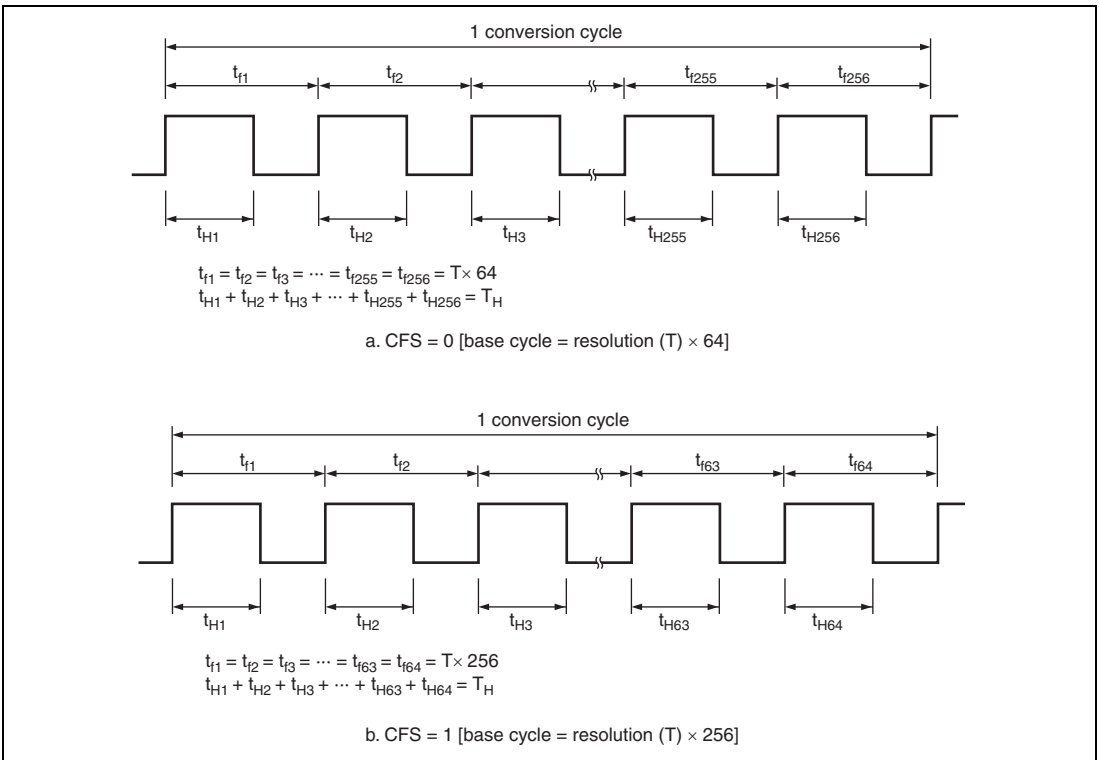 1 conversion cycle
tf1 tf2 tf255 tf256
tH1 tH2 tH3 tH255 tH256
tf1 = tf2 = tf3 = ··· = tf255 = tf256 = T× 64
tH1 + tH2 + tH3 + ··· + tH255 + tH256 = TH
a. CFS = 0 [base cycle = resolution (T) × 64]
1 conversion cycle
tf1 tf2 tf63 tf64
tH1 tH2 tH3 tH63 tH64
tf1 = tf2 = tf3 = ··· = tf63 = tf64 = T× 256
tH1 + tH2 + tH3 + ··· + tH63 + tH64 = TH
b. CFS = 1 [base cycle = resolution (T) × 256]